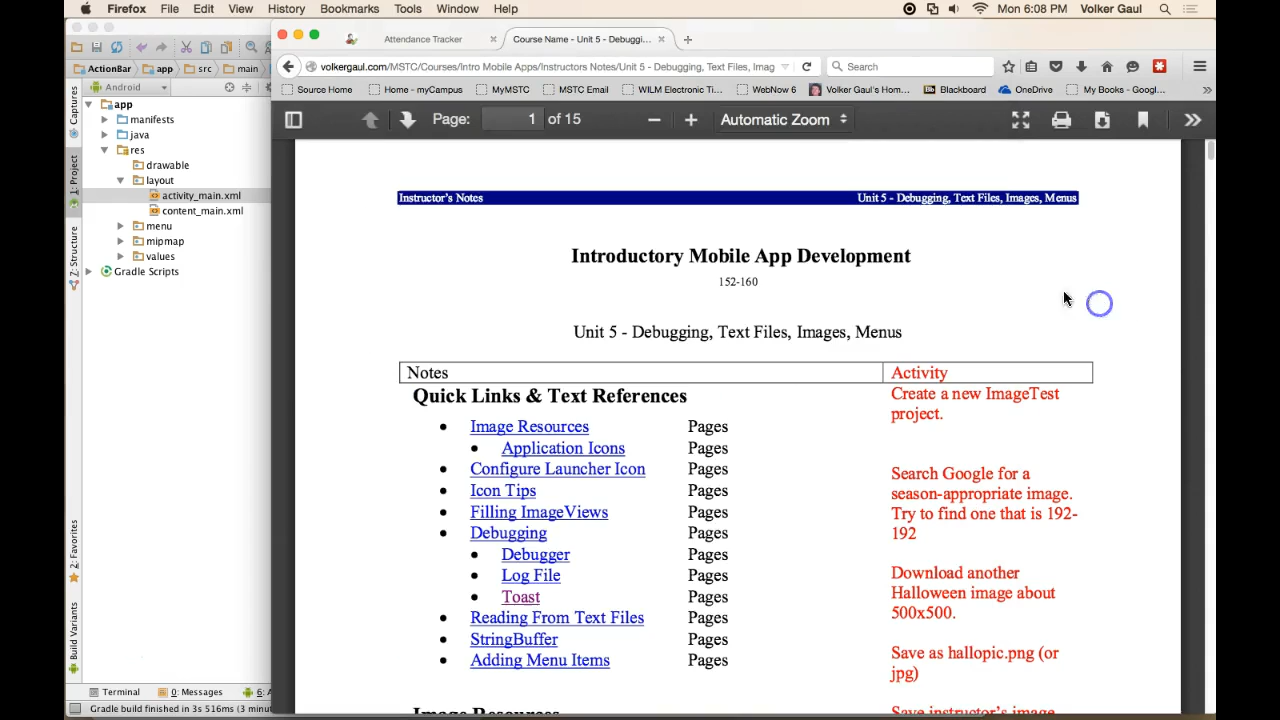 Firefox File Edit View History Bookmarks Tools Window Help Mon 6:08 PM Volker Gaul
Attendance Tracker
Course Name - Unit 5 - Debuggi...
volkergaul.com/MSTC/Courses/Intro Mobile Apps/Instructors Notes/Unit 5 - Debugging, Text Files, Imag
Search
ActionBar app src main
Source Home Home - myCampus MyMSTC MSTC Email WILM Electronic Ti... WebNow 6 Volker Gaul's Hom... Blackboard OneDrive My Books - Googl...
Android
Page: 1 of 15 Automatic Zoom
Captures
1: Project
7: Structure
2: Favorites
Build Variants
app
manifests
java
res
drawable
layout
activity_main.xml
content_main.xml
menu
mipmap
values
Gradle Scripts
Terminal 0: Messages 6:
Gradle build finished in 3s 516ms (3 minu
Instructor's Notes Unit 5 - Debugging, Text Files, Images, Menus
Introductory Mobile App Development
152-160
Unit 5 - Debugging, Text Files, Images, Menus
Notes
Quick Links & Text References
Image Resources Pages
Application Icons Pages
Configure Launcher Icon Pages
Icon Tips Pages
Filling ImageViews Pages
Debugging Pages
Debugger Pages
Log File Pages
Toast Pages
Reading From Text Files Pages
StringBuffer Pages
Adding Menu Items Pages
Image Resources
Activity
Create a new ImageTest
project.
Search Google for a
season-appropriate image.
Try to find one that is 192-
192
Download another
Halloween image about
500x500.
Save as hallopic.png (or
jpg)
Save instructor's image